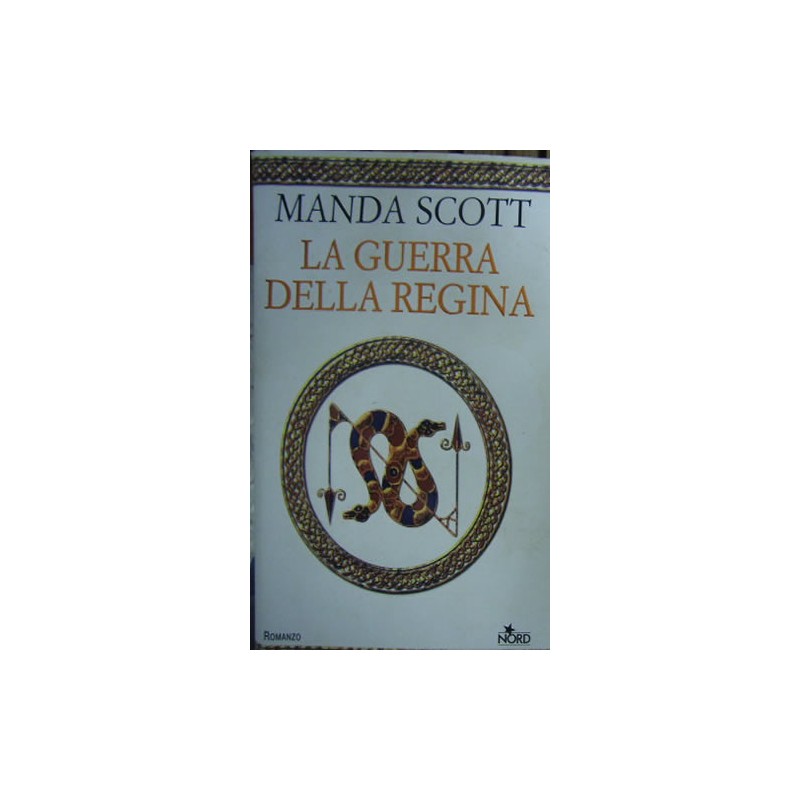 MANDA SCOTT
LA GUERRA
DELLA REGINA
ROMANZO
NORD